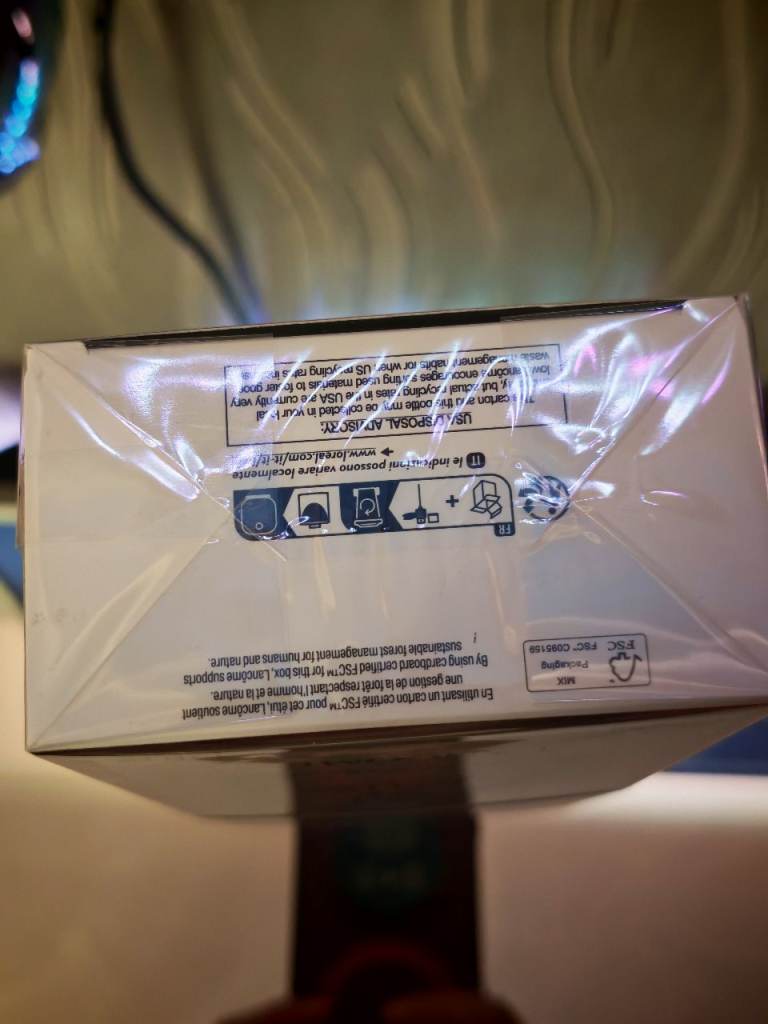 En utilisant un carton certifié FSC™ pour cet étui, Lancôme soutient
une gestion de la forêt respectant l'homme et la nature.
By using cardboard certified FSC™ for this box, Lancôme supports
sustainable forest management for humans and nature.
MIX
Packaging
FSC
FSC™ C095159
FR
+
IT le indicazioni possono variare localmente
www.loreal.com/it-it/
USA DISPOSAL ADVISORY:
This carton and this bottle may be collected in your local
but actual recycling rates in the USA are currently very
low. Lancôme encourages sorting used materials to foster good
waste management habits for when US recycling rates